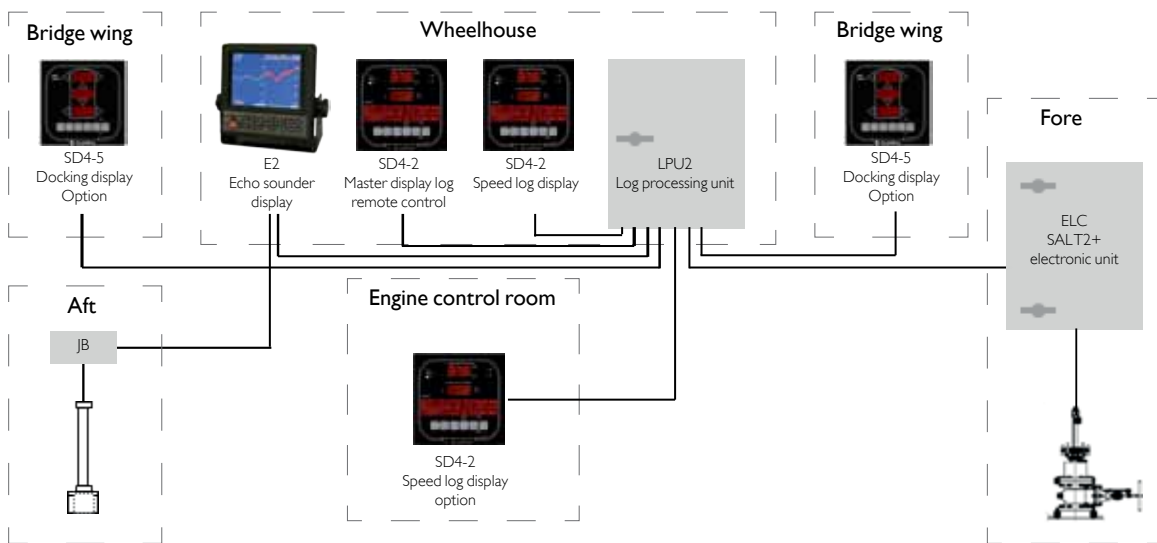 Bridge wing
SD4-5
Docking display
Option
Wheelhouse
E2
Echo sounder
display
SD4-2
Master display log
remote control
SD4-2
Speed log display
LPU2
Log processing unit
Bridge wing
SD4-5
Docking display
Option
Fore
ELC
SALT2+
electronic unit
Aft
JB
Engine control room
SD4-2
Speed log display
option